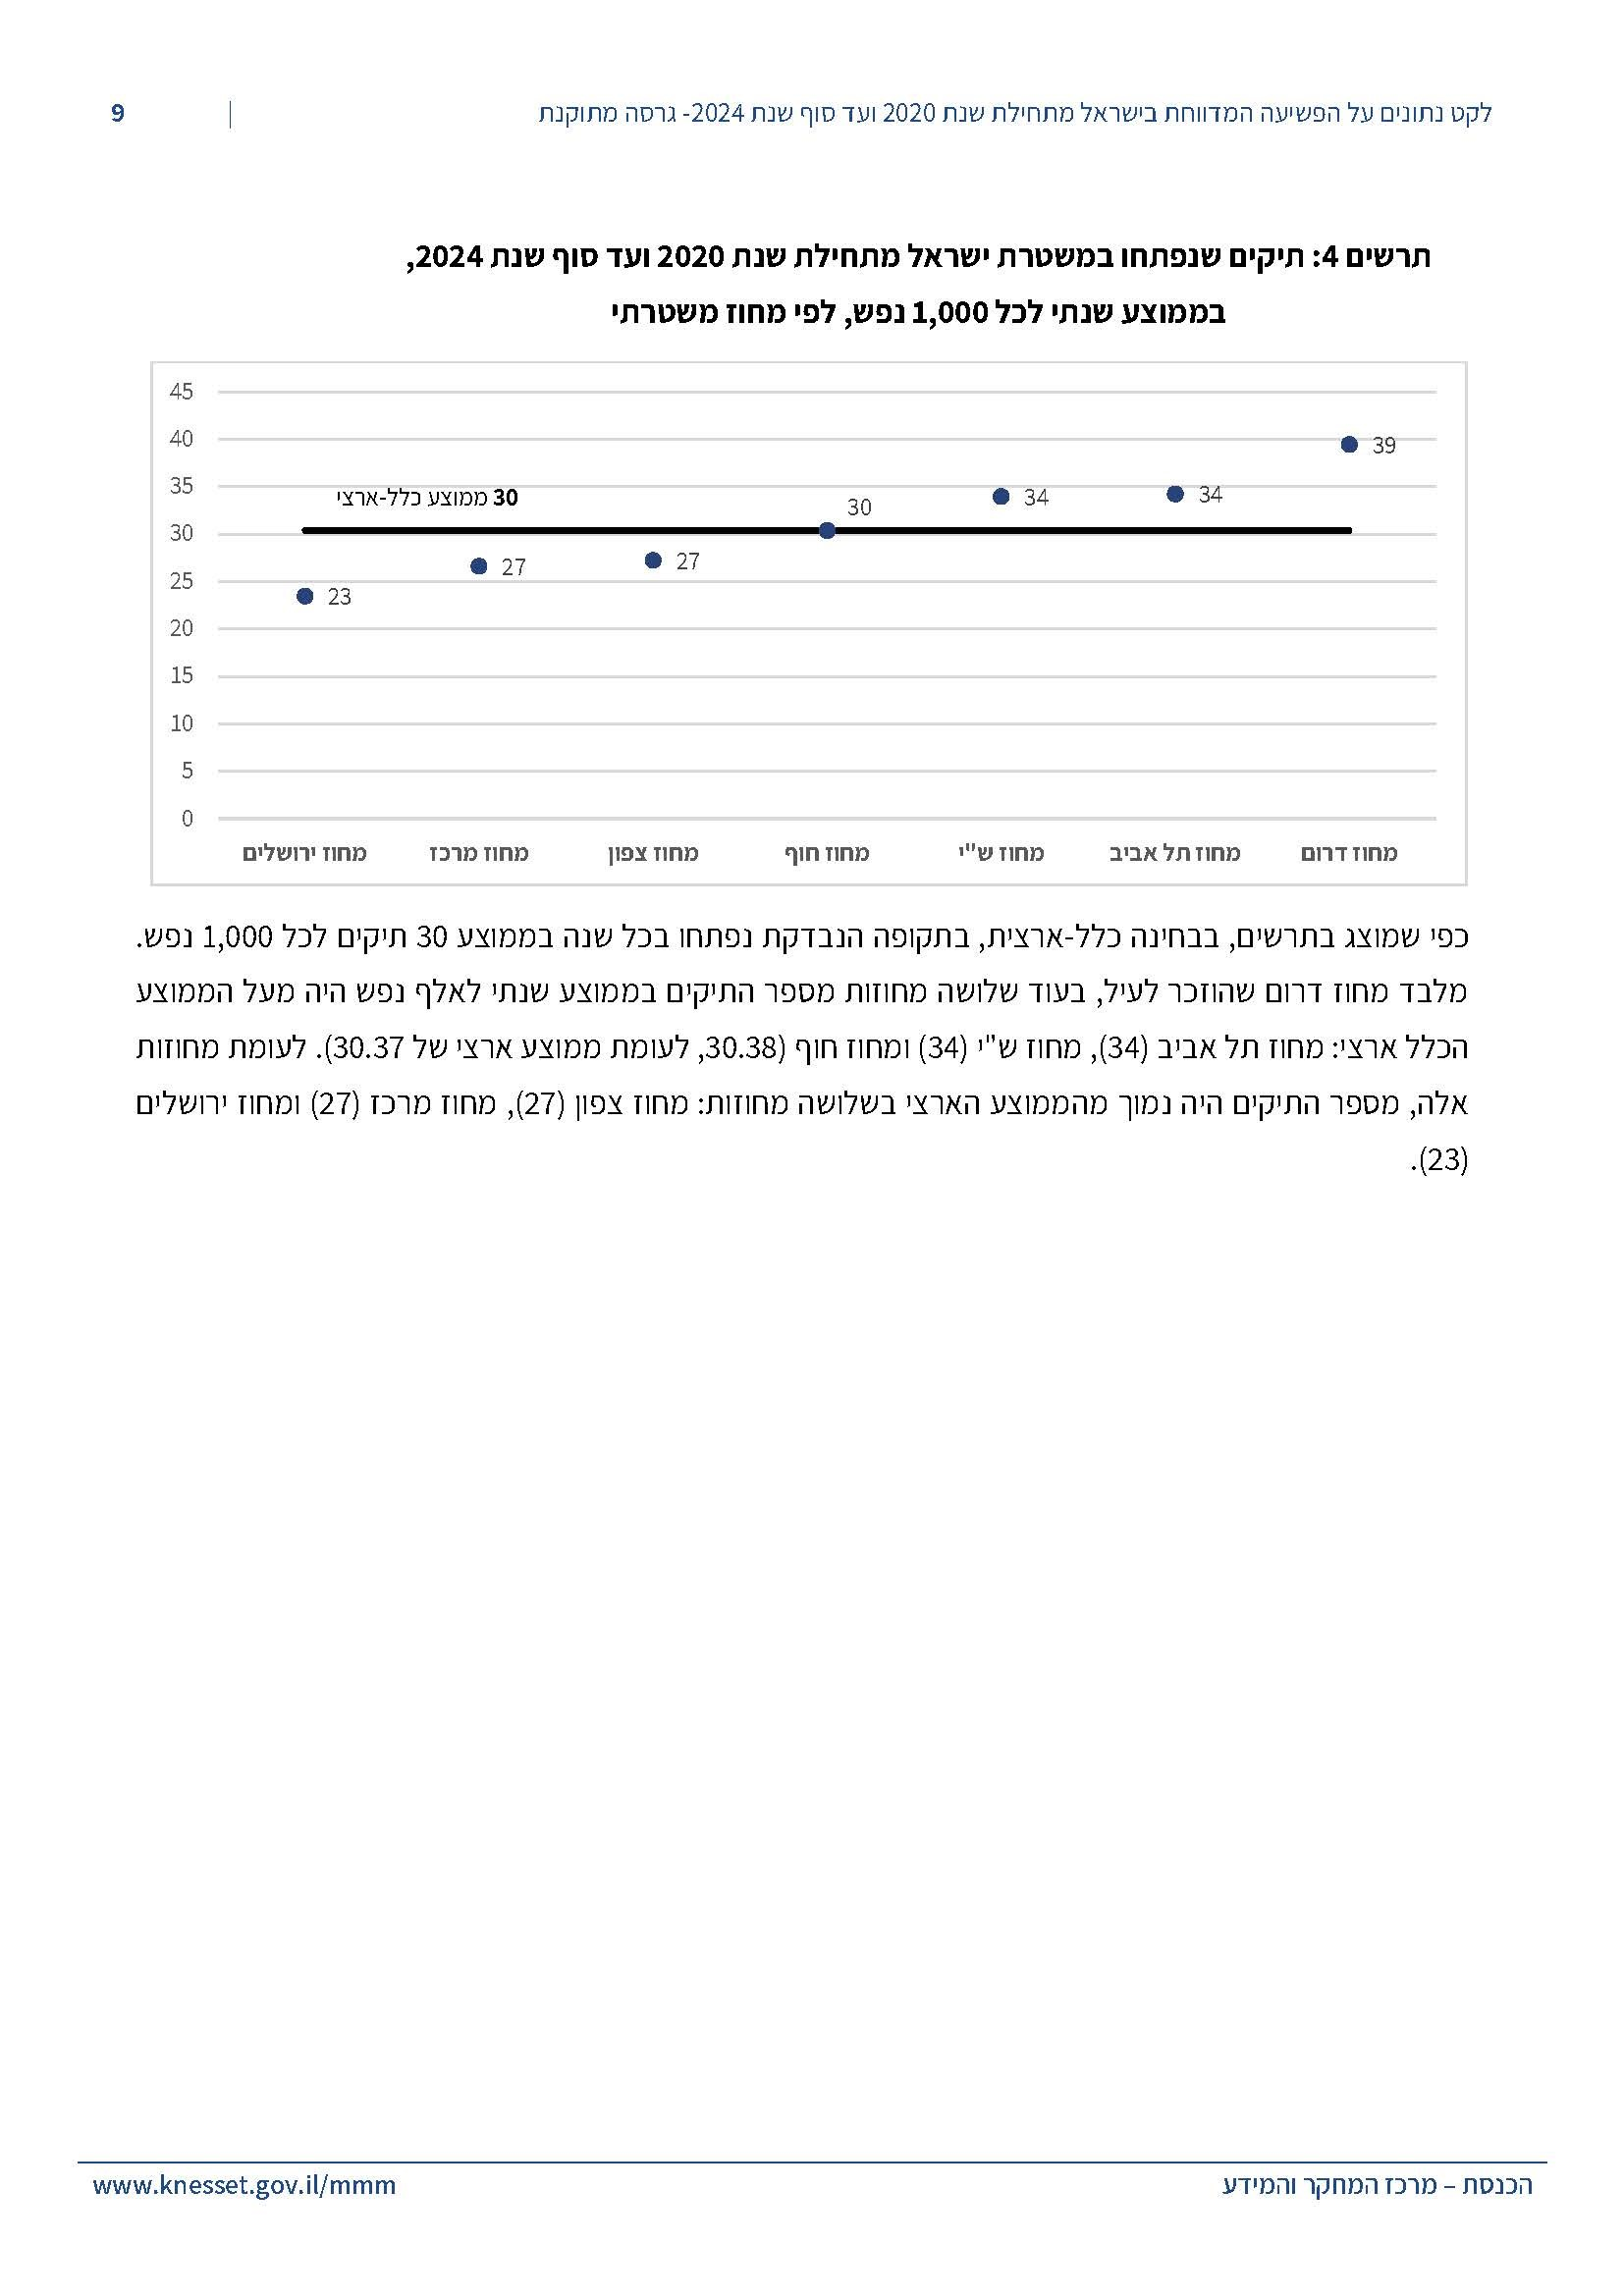 לקט נתונים על הפשיעה המדווחת בישראל מתחילת שנת 2020 ועד סוף שנת 2024- גרסה מתוקנת | 9
תרשים 4: תיקים שנפתחו במשטרת ישראל מתחילת שנת 2020 ועד סוף שנת 2024,
בממוצע שנתי לכל 1,000 נפש, לפי מחוז משטרתי
45
40
35
30
25
20
15
10
5
0
30 ממוצע כלל-ארצי
23
27
27
30
34
34
39
מחוז ירושלים
מחוז מרכז
מחוז צפון
מחוז חוף
מחוז ש"י
מחוז תל אביב
מחוז דרום
כפי שמוצג בתרשים, בבחינה כלל-ארצית, בתקופה הנבדקת נפתחו בכל שנה בממוצע 30 תיקים לכל 1,000 נפש.
מלבד מחוז דרום שהוזכר לעיל, בעוד שלושה מחוזות מספר התיקים בממוצע שנתי לאלף נפש היה מעל הממוצע
הכלל ארצי: מחוז תל אביב (34), מחוז ש"י (34) ומחוז חוף (30.38, לעומת ממוצע ארצי של 30.37). לעומת מחוזות
אלה, מספר התיקים היה נמוך מהממוצע הארצי בשלושה מחוזות: מחוז צפון (27), מחוז מרכז (27) ומחוז ירושלים
(23).
הכנסת – מרכז המחקר והמידע
www.knesset.gov.il/mmm